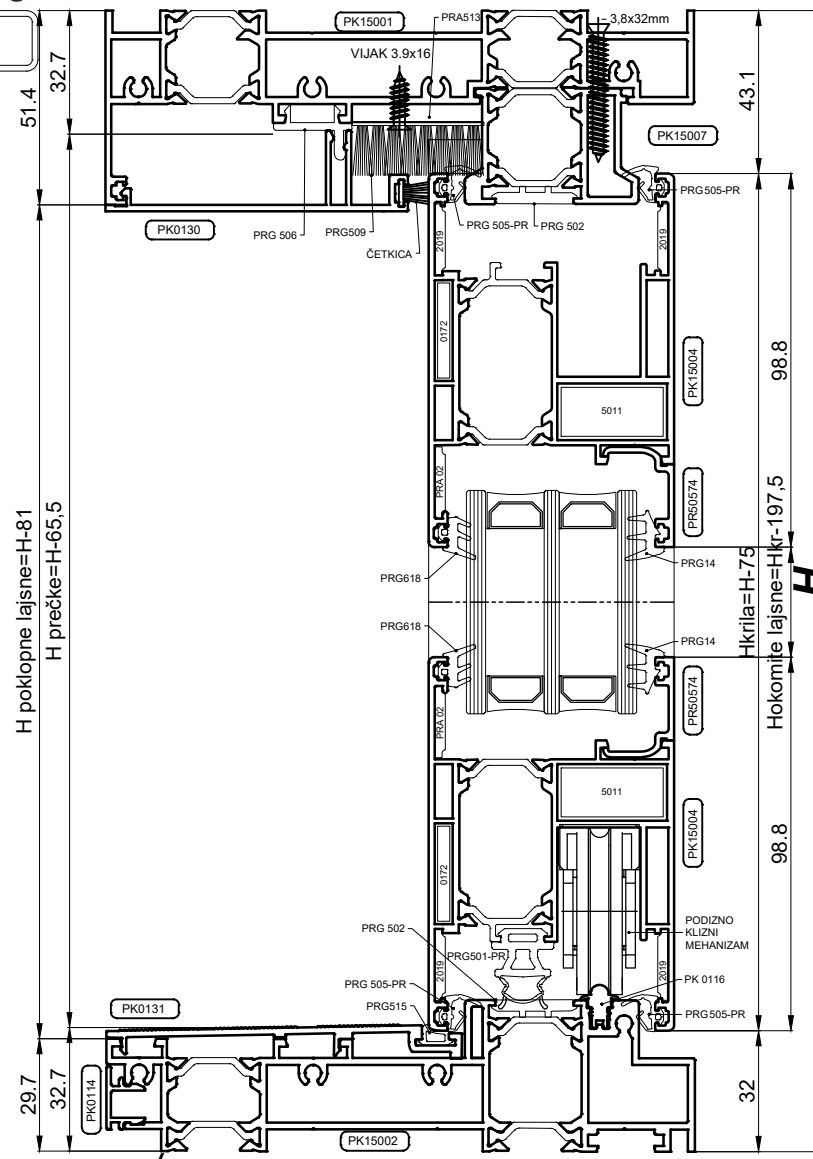 PK15001
PRA513
3,8x32mm
VIJAK 3.9x16
32.7
51.4
43.1
PK15007
PK0130
PRG 506
PRG509
ČETKICA
PRG 505-PR
PRG 502
PRG505-PR
2019
2019
0172
5011
PK15004
98.8
PRA 02
PR50574
PRG618
PRG14
H poklopne lajsne=H-81
H prečke=H-65,5
Hkrila=H-75
Hokomite lajsne=Hkr-197,5
H
PRG618
PRG14
PRA 02
PR50574
5011
0172
PK15004
98.8
PRG 502
PRG501-PR
PODIZNO
KLIZNI
MEHANIZAM
2019
2019
PRG 505-PR
PRG515
PK 0116
PRG505-PR
PK0131
PK0114
PK15002
29.7
32.7
32